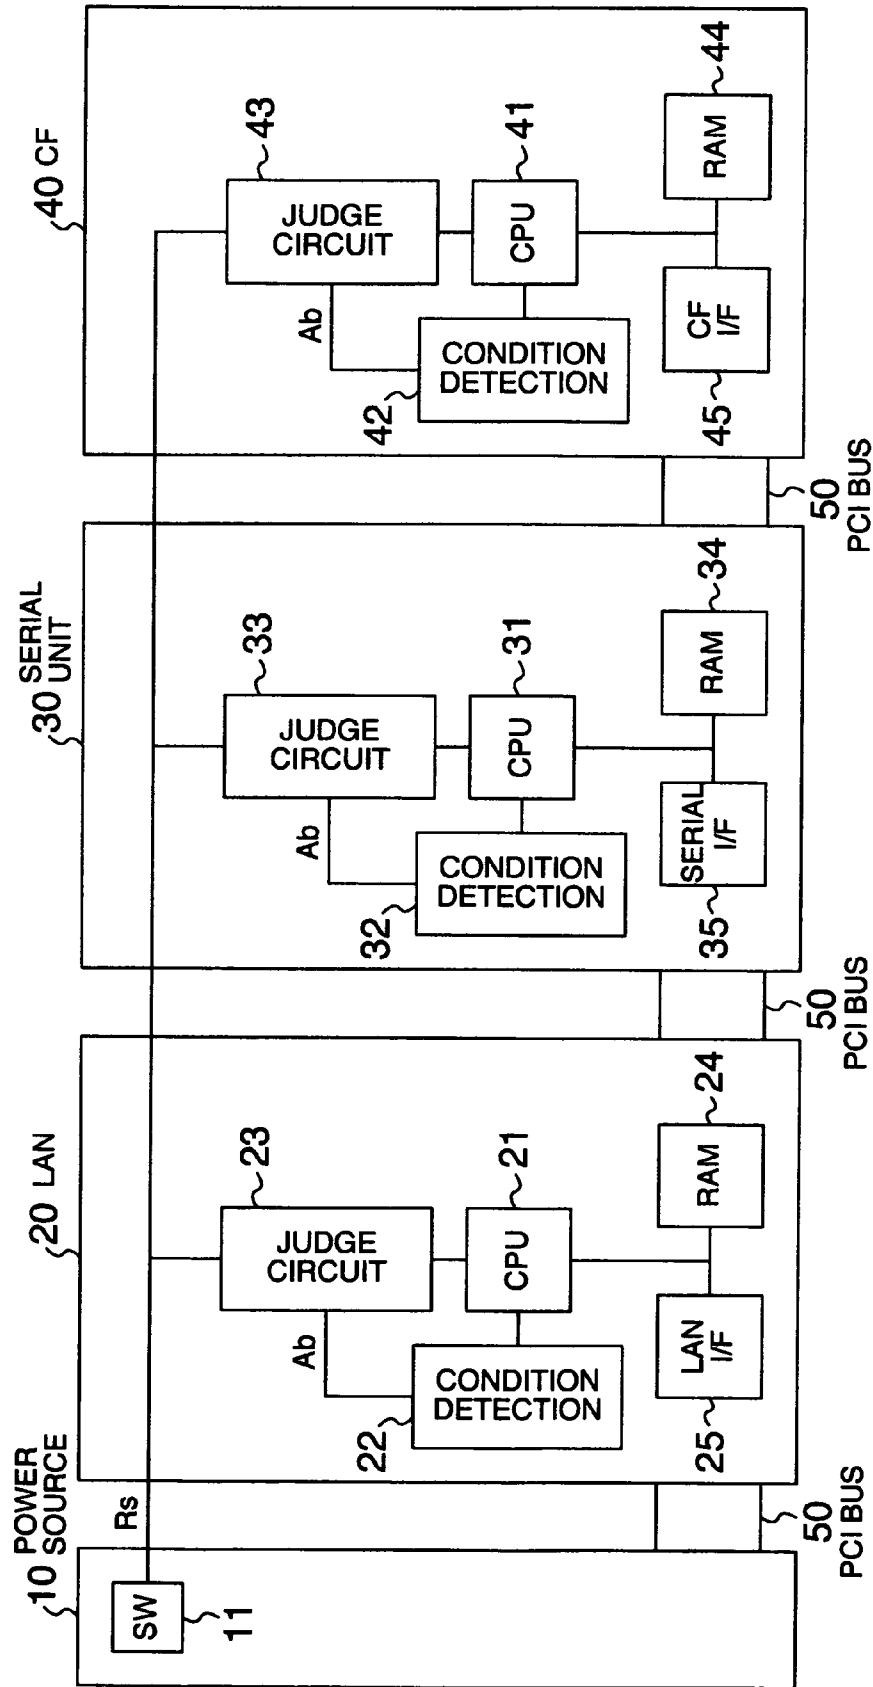 10 POWER
SOURCE
SW
11
Rs
50
PCI BUS
20 LAN
JUDGE
CIRCUIT
23
Ab
CONDITION
DETECTION
22
CPU
21
LAN
I/F
25
RAM
24
50
PCI BUS
30 SERIAL
UNIT
JUDGE
CIRCUIT
33
Ab
CONDITION
DETECTION
32
CPU
31
SERIAL
I/F
35
RAM
34
50
PCI BUS
40 CF
JUDGE
CIRCUIT
43
Ab
CONDITION
DETECTION
42
CPU
41
CF
I/F
45
RAM
44